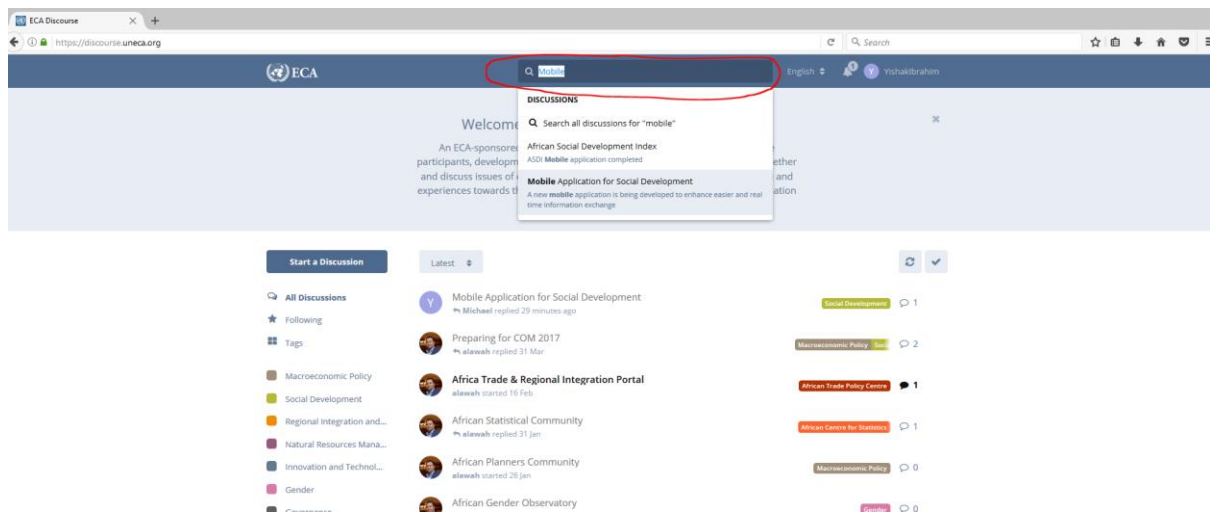 ECA Discourse
https://discourse.uneca.org
Search
ECA
Mobile
English
1
Y
Yishakibrahim
DISCUSSIONS
Search all discussions for "mobile"
African Social Development Index
ASDI Mobile application completed
Mobile Application for Social Development
A new mobile application is being developed to enhance easier and real
time information exchange
Welcome
An ECA-sponsored
participants, developm
ether
and discuss issues of
and
experiences towards th
ation
Start a Discussion
Latest
All Discussions
Following
Tags
Macroeconomic Policy
Social Development
Regional Integration and...
Natural Resources Mana...
Innovation and Technol...
Gender
Governance
Y
Mobile Application for Social Development
Michael replied 29 minutes ago
Social Development
1
Preparing for COM 2017
alawah replied 31 Mar
Macroeconomic Policy
2
Africa Trade & Regional Integration Portal
alawah started 16 Feb
African Trade Policy Centre
1
African Statistical Community
alawah replied 31 Jan
African Centre for Statistics
1
African Planners Community
alawah started 26 Jan
Macroeconomic Policy
0
African Gender Observatory
Gender
0